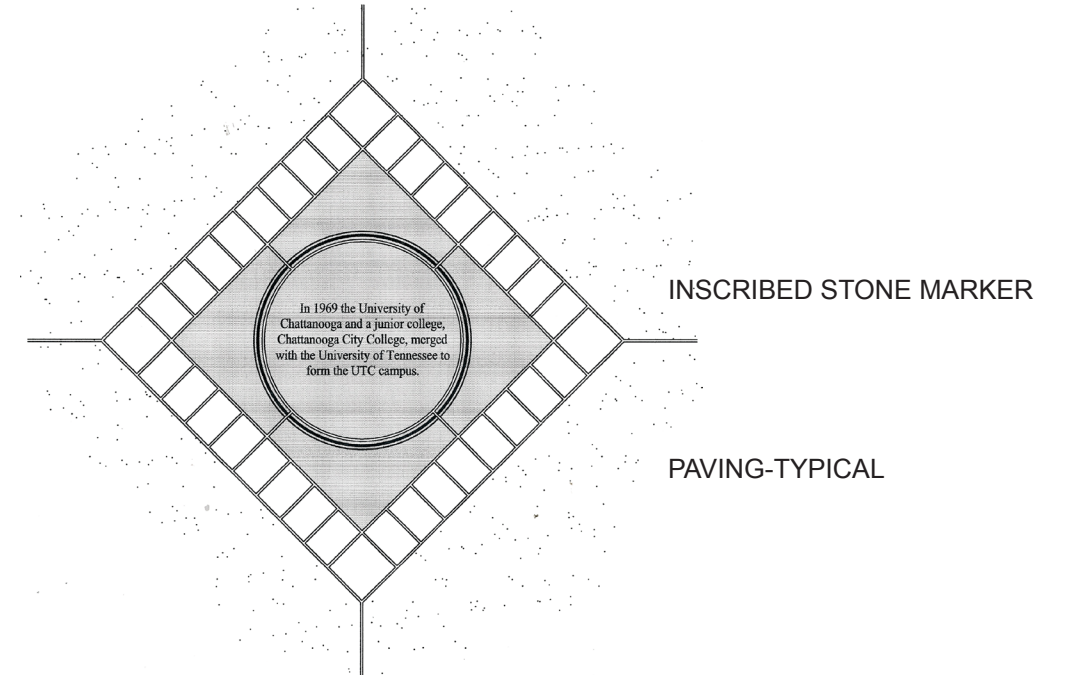 In 1969 the University of
Chattanooga and a junior college,
Chattanooga City College, merged
with the University of Tennessee to
form the UTC campus.
INSCRIBED STONE MARKER
PAVING-TYPICAL